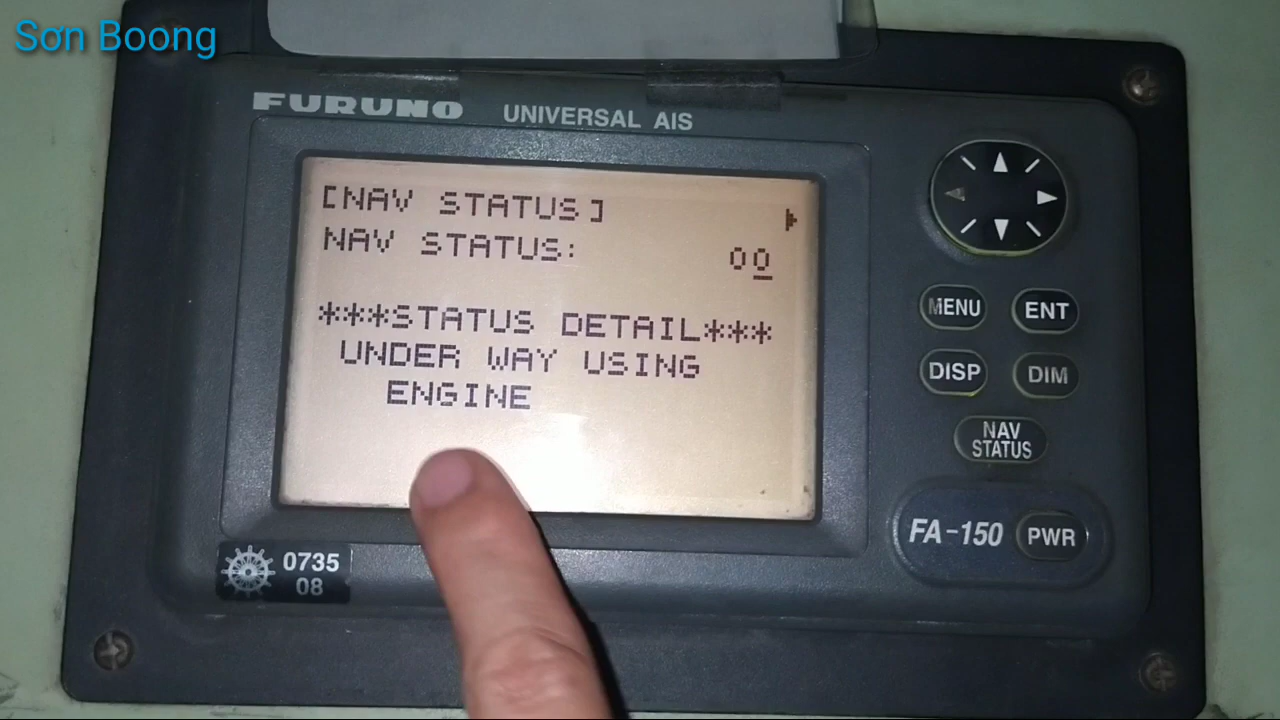 Sơn Boong
FURUNO UNIVERSAL AIS
[NAV STATUS]
NAV STATUS: 00
***STATUS DETAIL***
UNDER WAY USING
ENGINE
MENU ENT
DISP DIM
NAV
STATUS
FA-150 PWR
0735
08